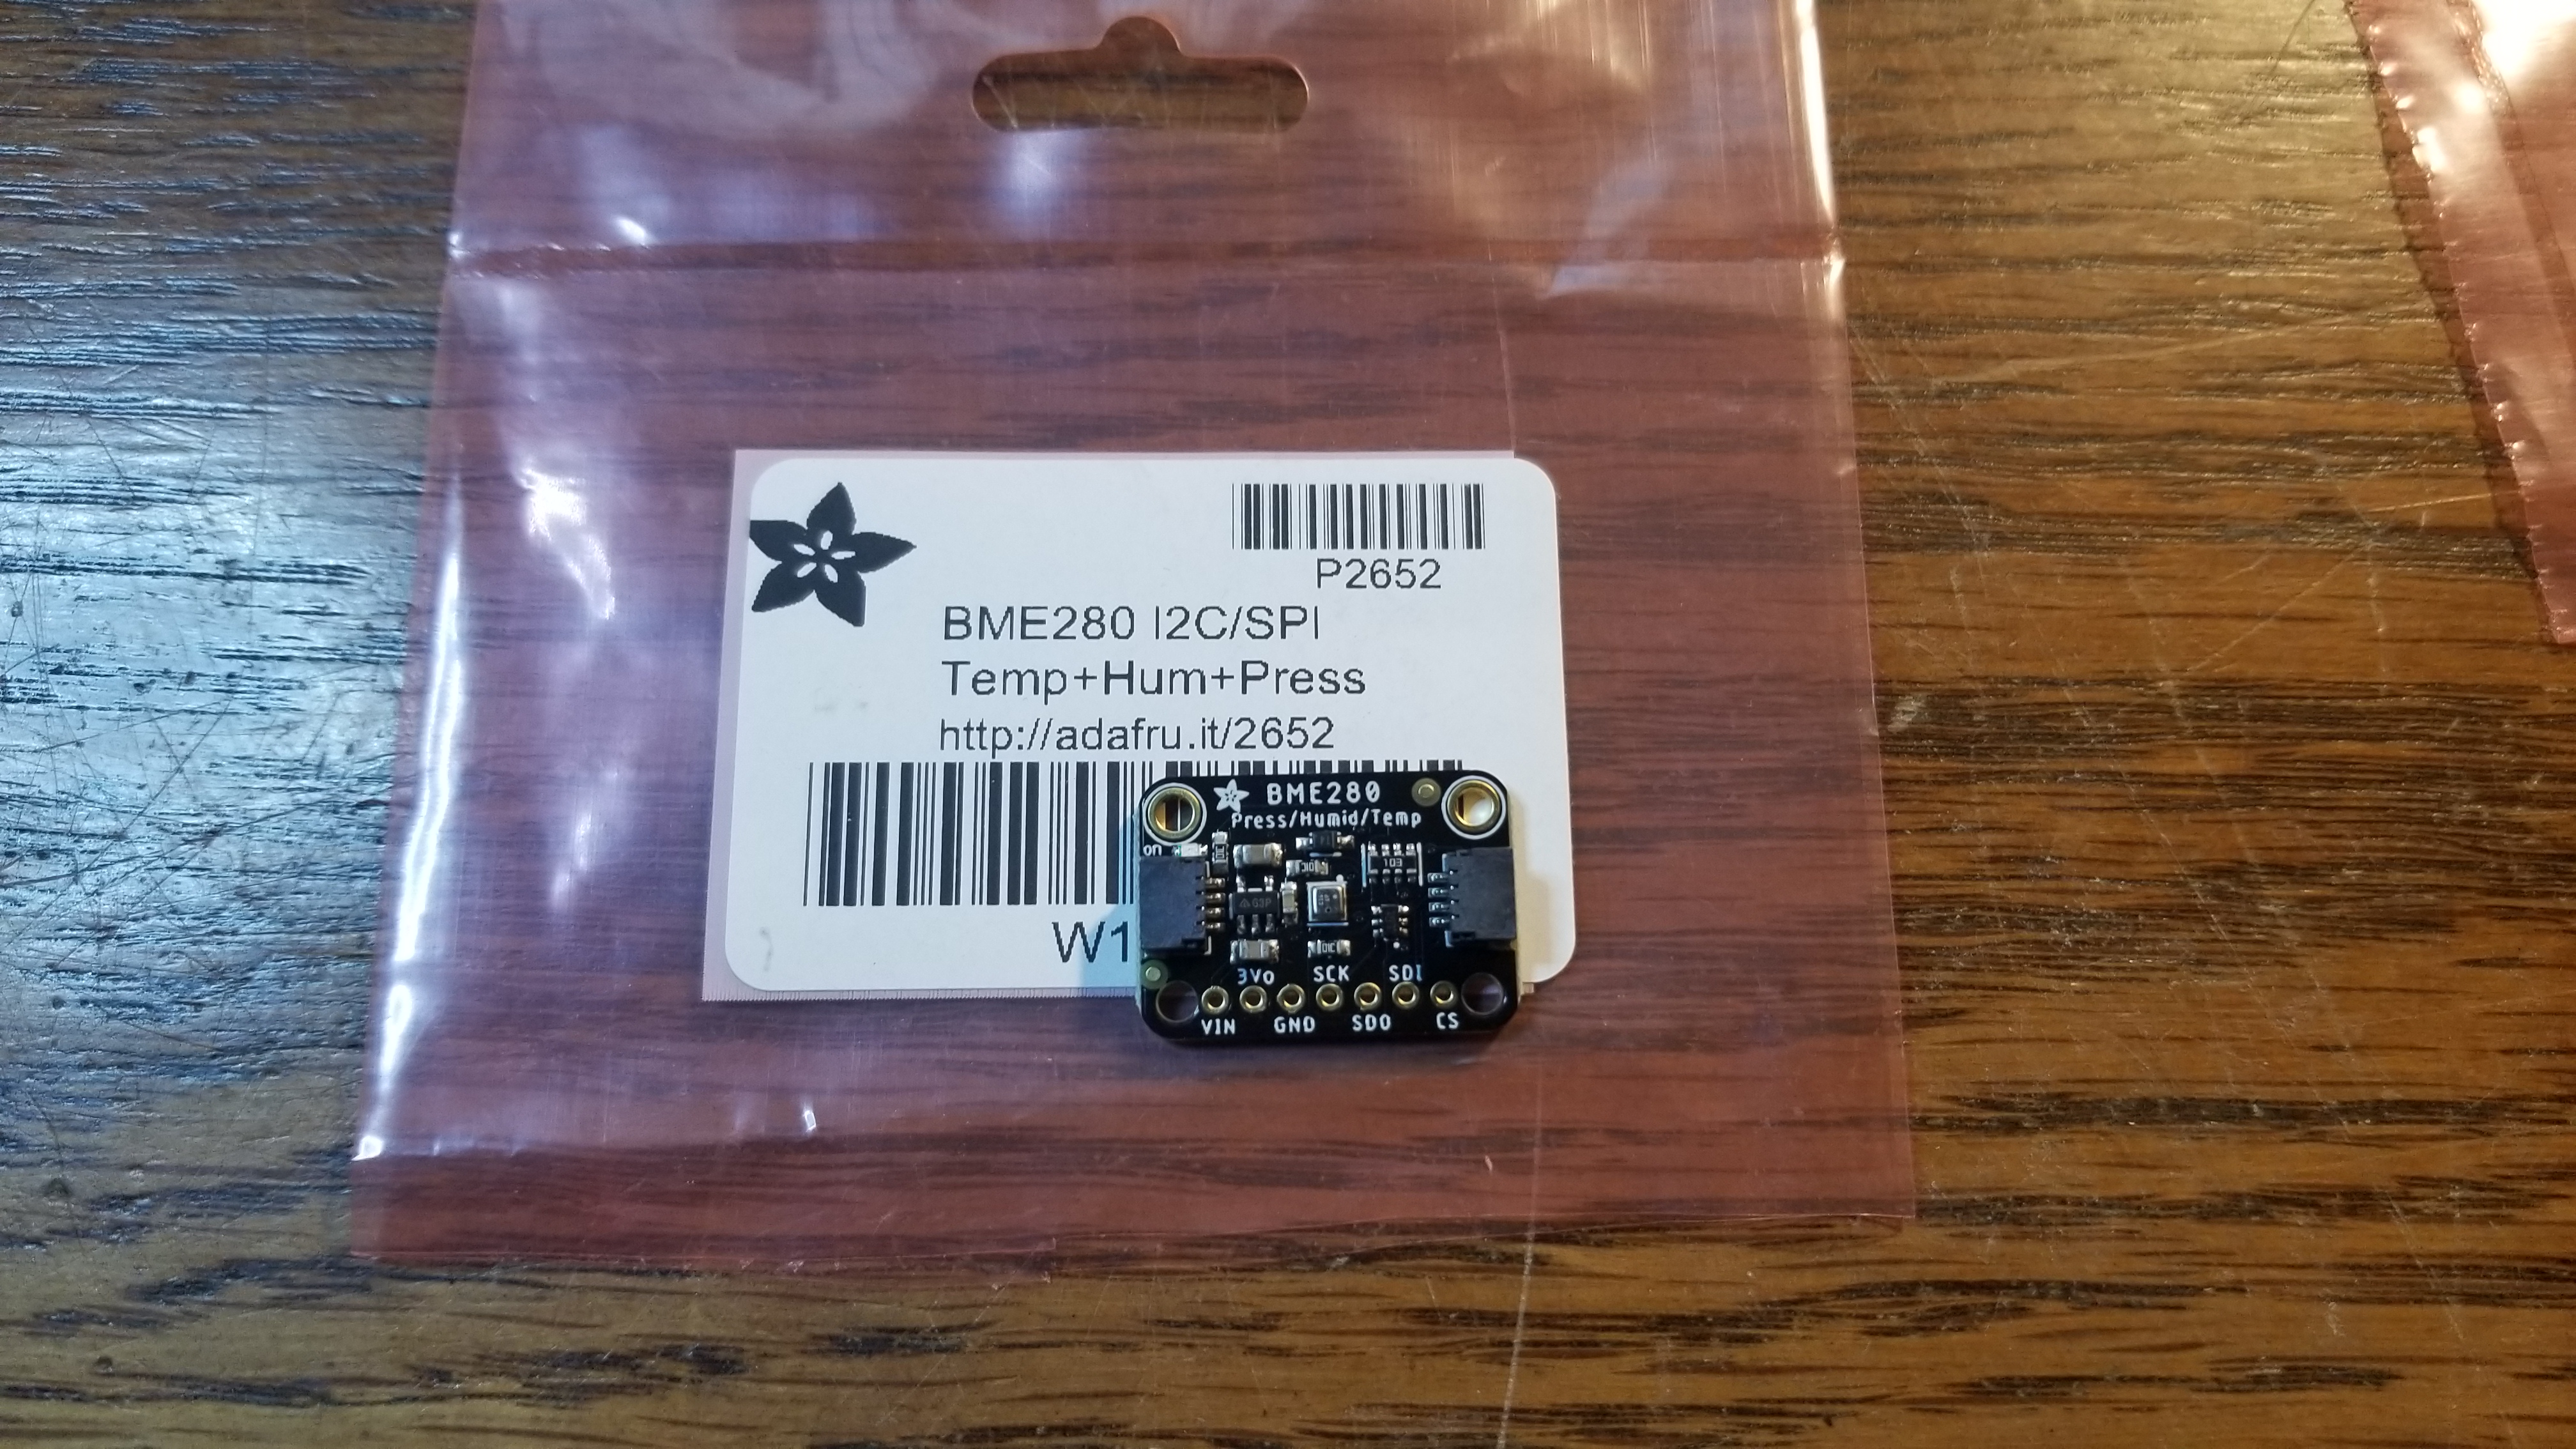 P2652
BME280 I2C/SPI
Temp+Hum+Press
http://adafru.it/2652
W1
on
BME280
Press/Humid/Temp
VIN
3Vo
GND
SCK
SDO
SDI
CS